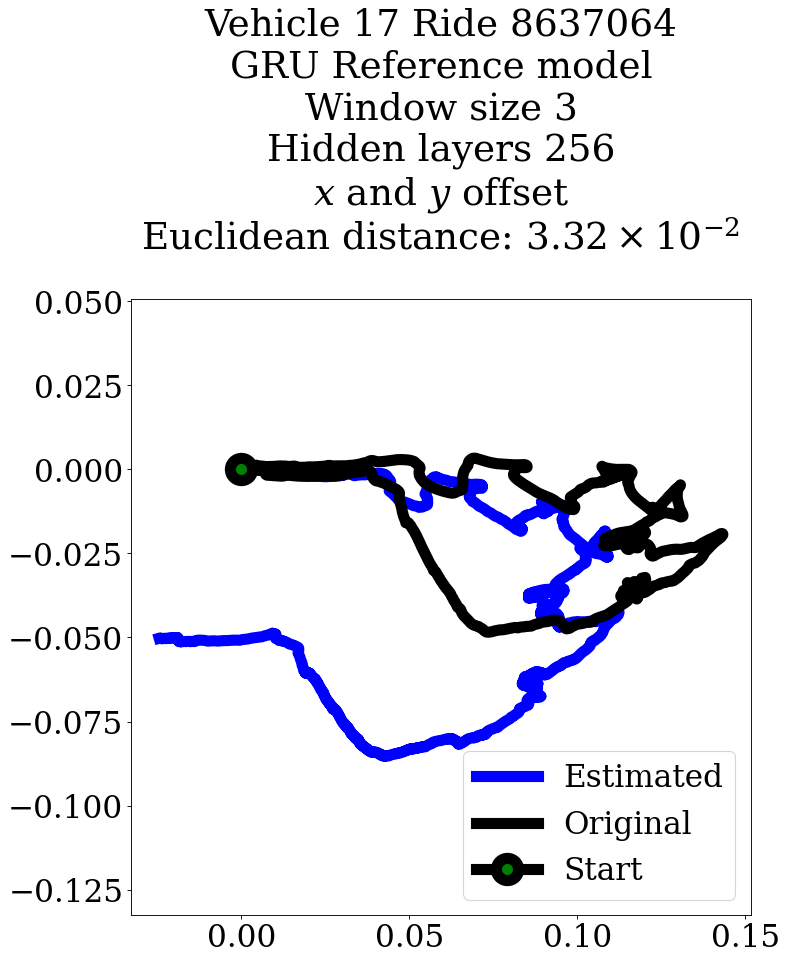 Vehicle 17 Ride 8637064
GRU Reference model
Window size 3
Hidden layers 256
x and y offset
Euclidean distance: 3.32 × 10⁻²
0.050
0.025
0.000
−0.025
−0.050
−0.075
−0.100
−0.125
Estimated
Original
Start
0.00 0.05 0.10 0.15